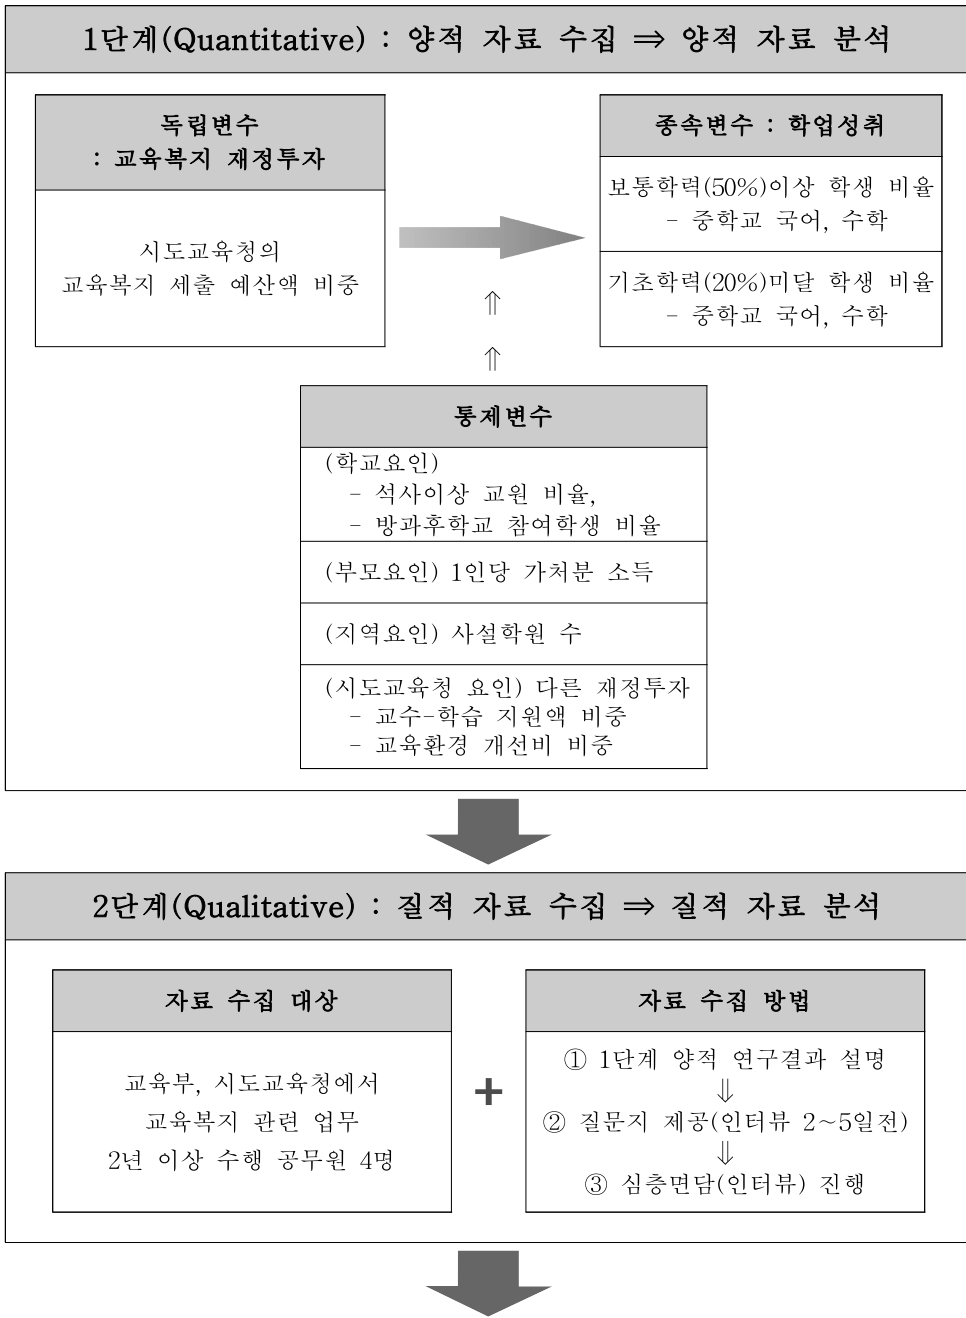 1단계(Quantitative) : 양적 자료 수집 ⇒ 양적 자료 분석
독립변수
: 교육복지 재정투자
시도교육청의
교육복지 세출 예산액 비중
종속변수 : 학업성취
보통학력(50%)이상 학생 비율
- 중학교 국어, 수학
기초학력(20%)미달 학생 비율
- 중학교 국어, 수학
⇑
⇑
통제변수
(학교요인)
- 석사이상 교원 비율,
- 방과후학교 참여학생 비율
(부모요인) 1인당 가처분 소득
(지역요인) 사설학원 수
(시도교육청 요인) 다른 재정투자
- 교수-학습 지원액 비중
- 교육환경 개선비 비중
2단계(Qualitative) : 질적 자료 수집 ⇒ 질적 자료 분석
자료 수집 대상
교육부, 시도교육청에서
교육복지 관련 업무
2년 이상 수행 공무원 4명
+
자료 수집 방법
① 1단계 양적 연구결과 설명
⇓
② 질문지 제공(인터뷰 2~5일전)
⇓
③ 심층면담(인터뷰) 진행